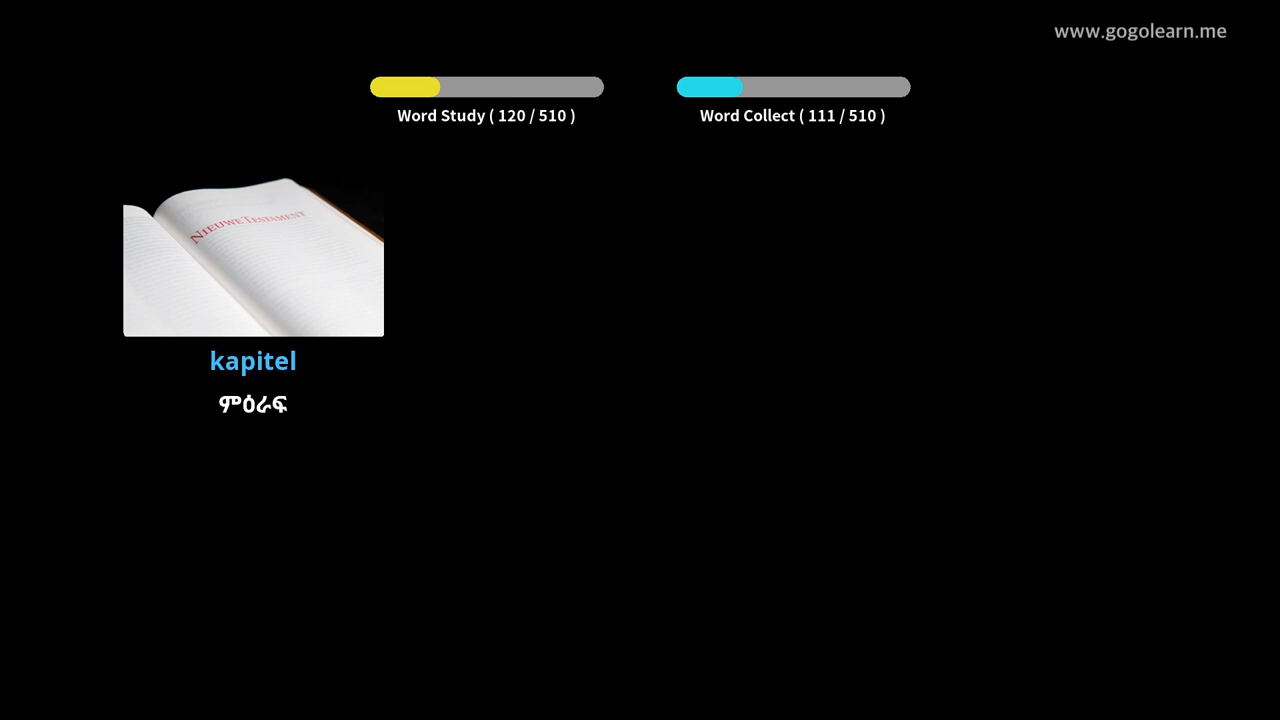 www.gogolearn.me
Word Study ( 120 / 510 )
Word Collect ( 111 / 510 )
NIEUWE TESTAMENT
kapitel
ምዕራፍ